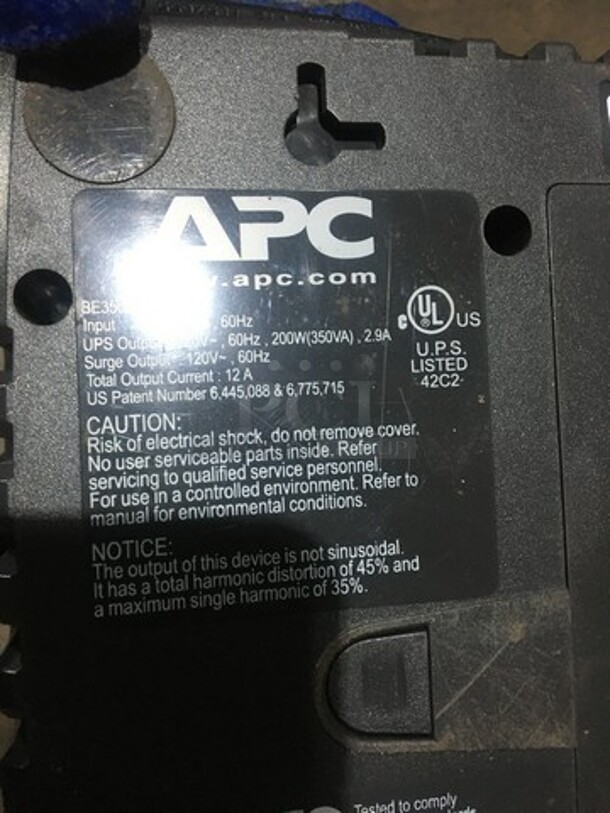 APC
.apc.com
Input 60Hz
UPS 60Hz , 200W(350VA) , 2.9A
Surge Output : 120V~ , 60Hz
Total Output Current : 12 A
US Patent Number 6,445,088 & 6,775,715
c UL ® US
U.P.S.
LISTED
42C2
CAUTION:
Risk of electrical shock, do not remove cover.
No user serviceable parts inside. Refer
servicing to qualified service personnel.
For use in a controlled environment. Refer to
manual for environmental conditions.
NOTICE:
The output of this device is not sinusoidal.
It has a total harmonic distortion of 45% and
a maximum single harmonic of 35%.
Tested to comply